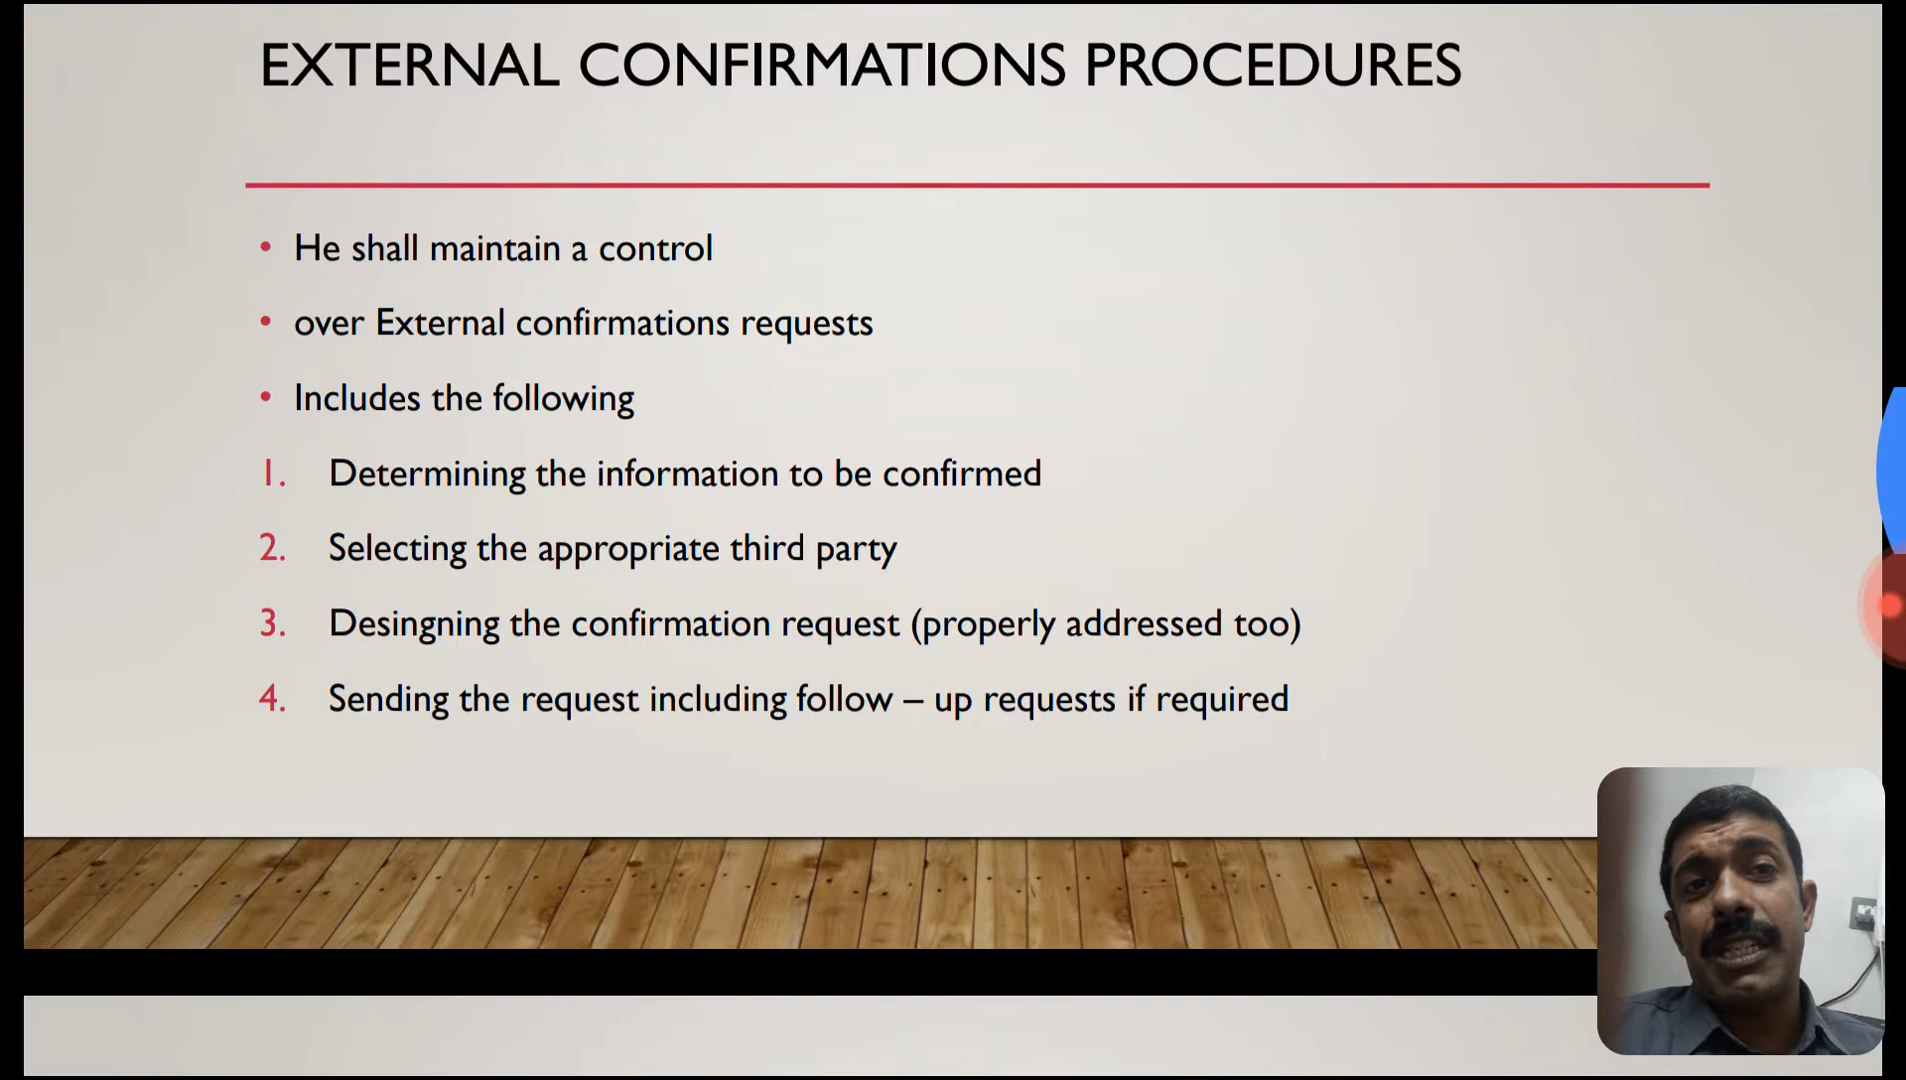 EXTERNAL CONFIRMATIONS PROCEDURES
• He shall maintain a control
• over External confirmations requests
• Includes the following
1. Determining the information to be confirmed
2. Selecting the appropriate third party
3. Desingning the confirmation request (properly addressed too)
4. Sending the request including follow – up requests if required